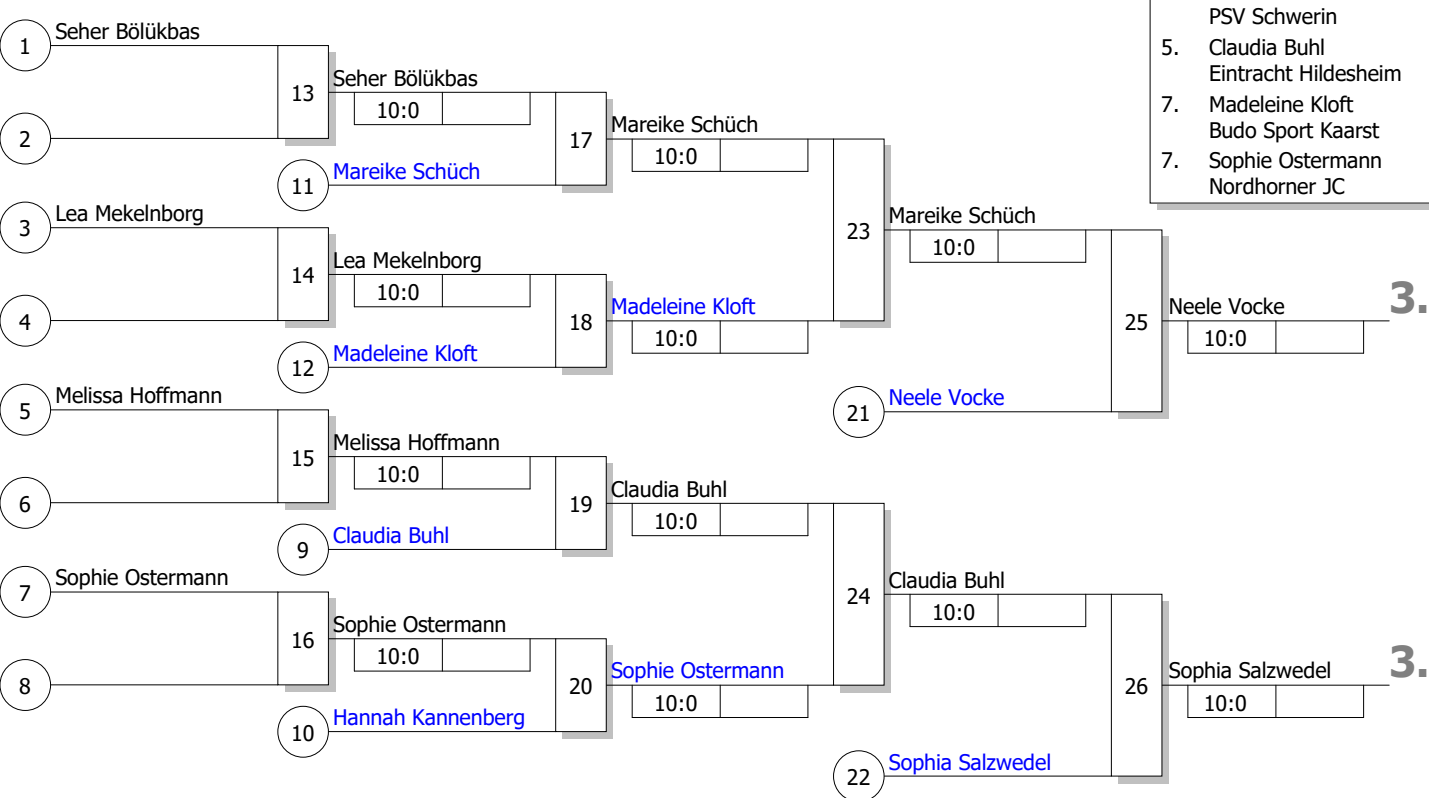 PSV Schwerin
5. Claudia Buhl
Eintracht Hildesheim
7. Madeleine Kloft
Budo Sport Kaarst
7. Sophie Ostermann
Nordhorner JC
1 Seher Bölükbas
2
13 Seher Bölükbas
10:0
11 Mareike Schüch
17 Mareike Schüch
10:0
3 Lea Mekelnborg
4
14 Lea Mekelnborg
10:0
12 Madeleine Kloft
18 Madeleine Kloft
10:0
23 Mareike Schüch
10:0
21 Neele Vocke
25 Neele Vocke 3.
10:0
5 Melissa Hoffmann
6
15 Melissa Hoffmann
10:0
9 Claudia Buhl
19 Claudia Buhl
10:0
7 Sophie Ostermann
8
16 Sophie Ostermann
10:0
10 Hannah Kannenberg
20 Sophie Ostermann
10:0
24 Claudia Buhl
10:0
22 Sophia Salzwedel
26 Sophia Salzwedel 3.
10:0